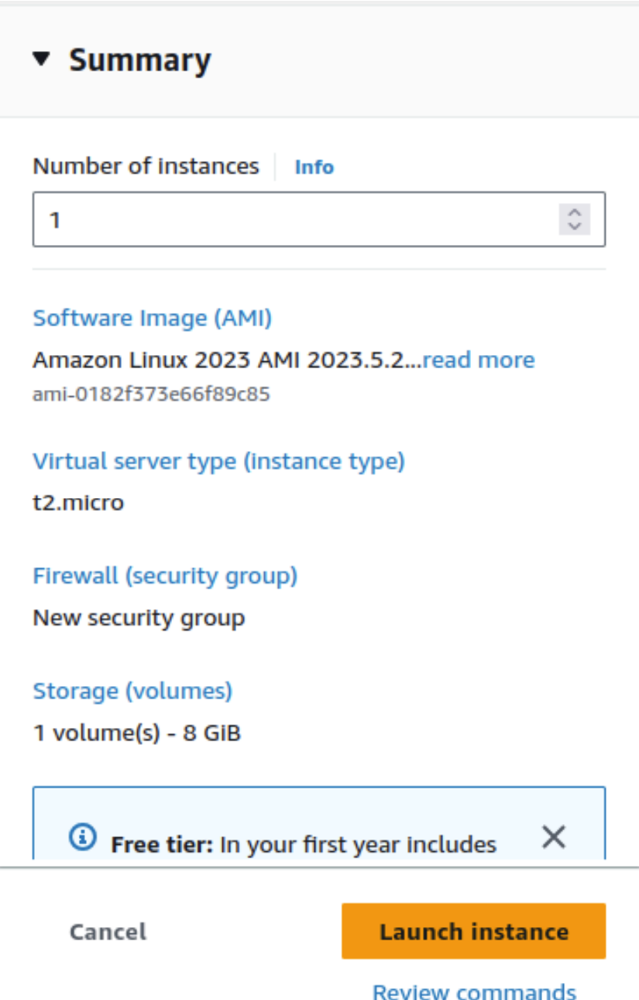 Summary
Number of instances Info
1
Software Image (AMI)
Amazon Linux 2023 AMI 2023.5.2...read more
ami-0182f373e66f89c85
Virtual server type (instance type)
t2.micro
Firewall (security group)
New security group
Storage (volumes)
1 volume(s) - 8 GiB
Free tier: In your first year includes
Cancel
Launch instance
Review commands